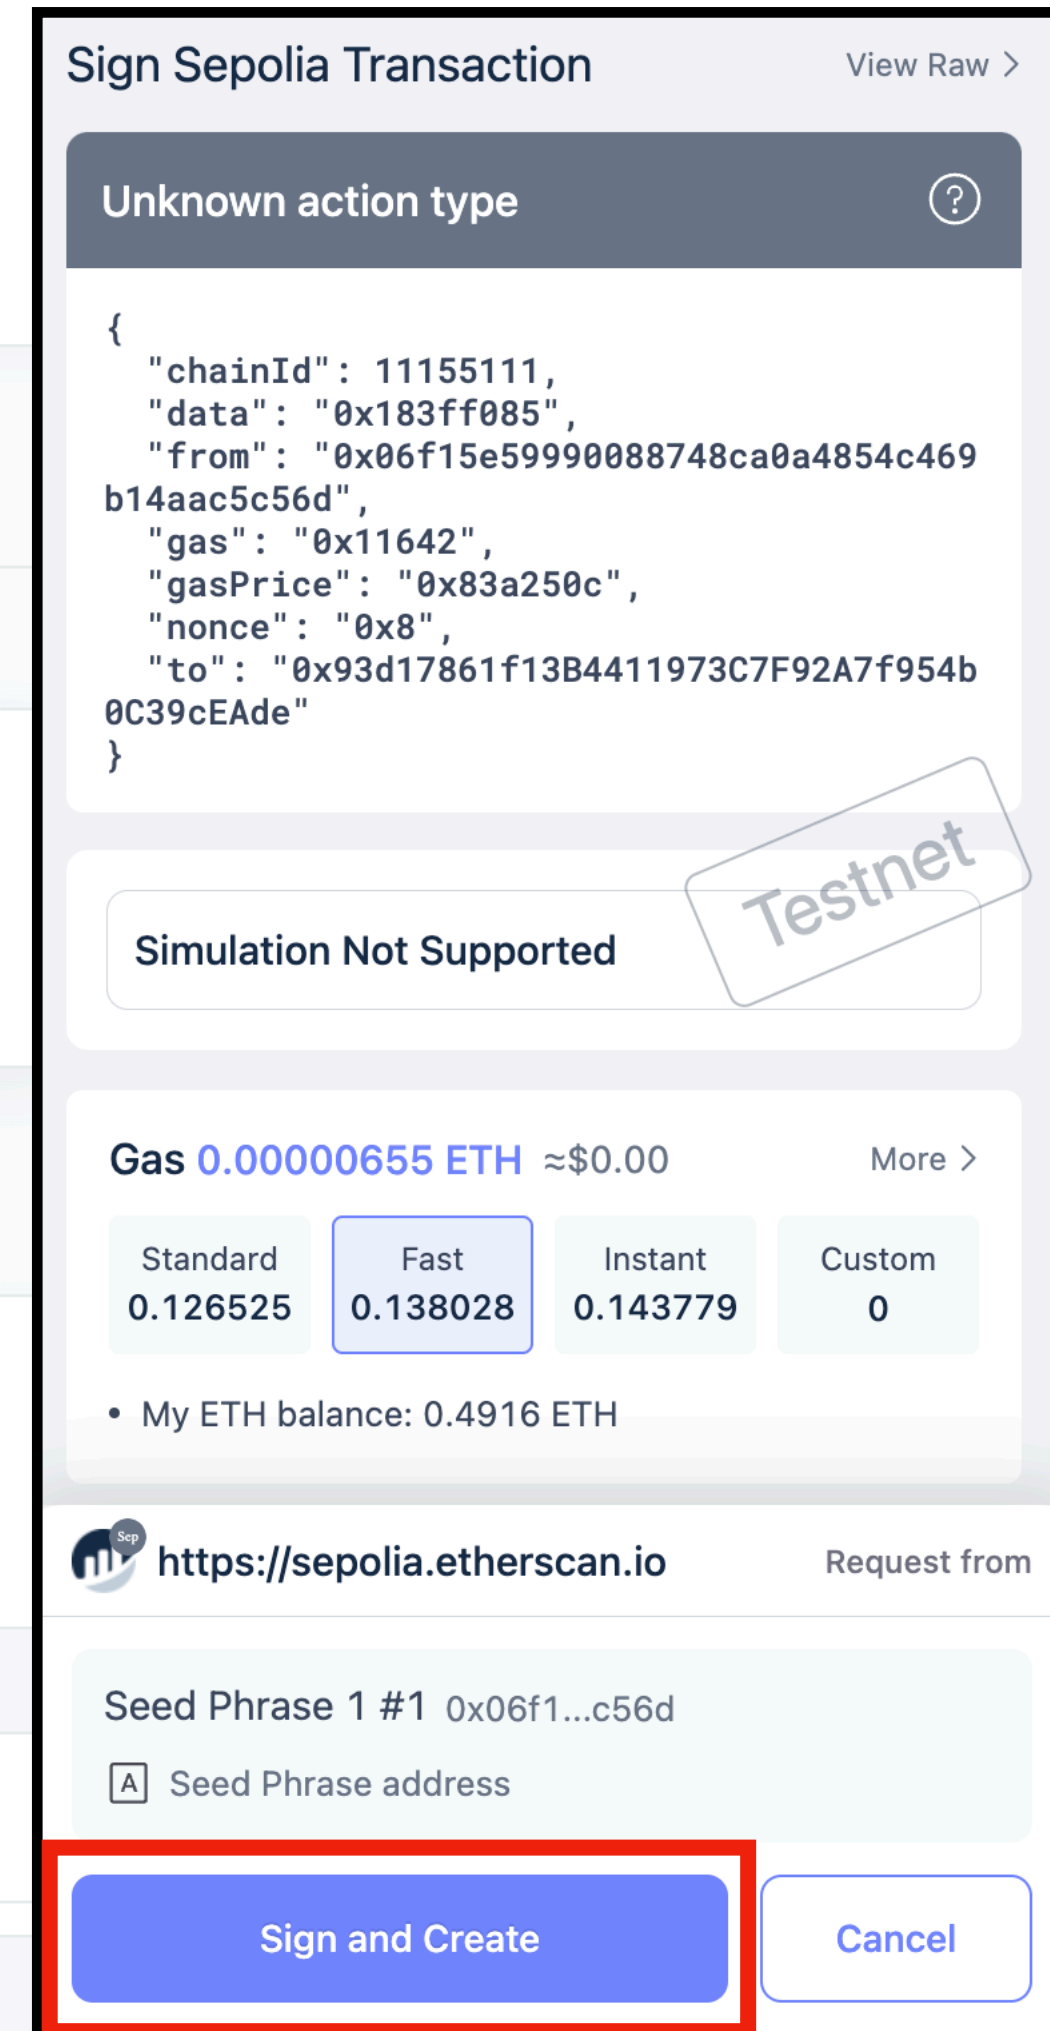 Sign Sepolia Transaction
View Raw >
Unknown action type
?
{
"chainId": 11155111,
"data": "0x183ff085",
"from": "0x06f15e59990088748ca0a4854c469
b14aac5c56d",
"gas": "0x11642",
"gasPrice": "0x83a250c",
"nonce": "0x8",
"to": "0x93d17861f13B4411973C7F92A7f954b
0C39cEAde"
}
Testnet
Simulation Not Supported
Gas 0.00000655 ETH ≈$0.00
More >
Standard
0.126525
Fast
0.138028
Instant
0.143779
Custom
0
• My ETH balance: 0.4916 ETH
Sep
https://sepolia.etherscan.io
Request from
Seed Phrase 1 #1 0x06f1...c56d
A Seed Phrase address
Sign and Create
Cancel